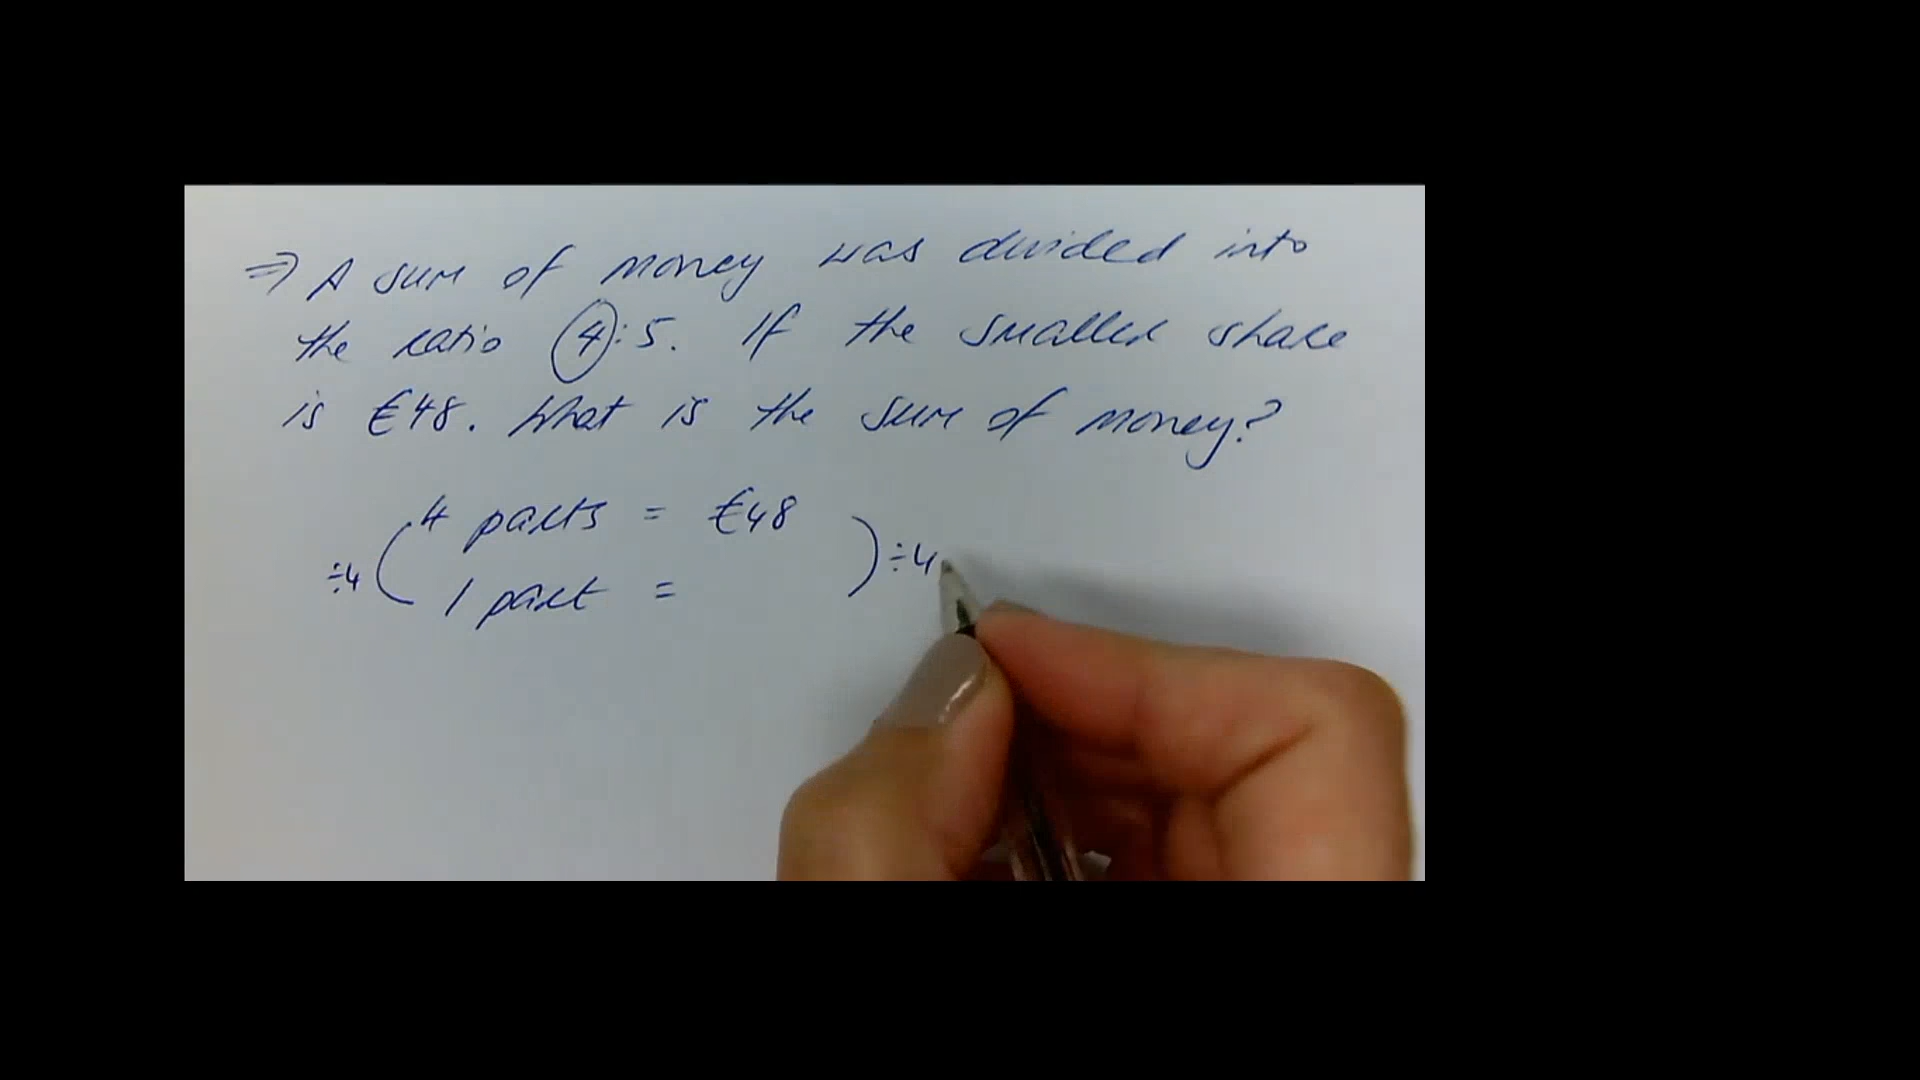 ⇒ A sum of money was divided into
the ratio 4:5. If the smaller share
is €48. What is the sum of money?
4 parts = €48
÷4 ( ) ÷4
1 part =